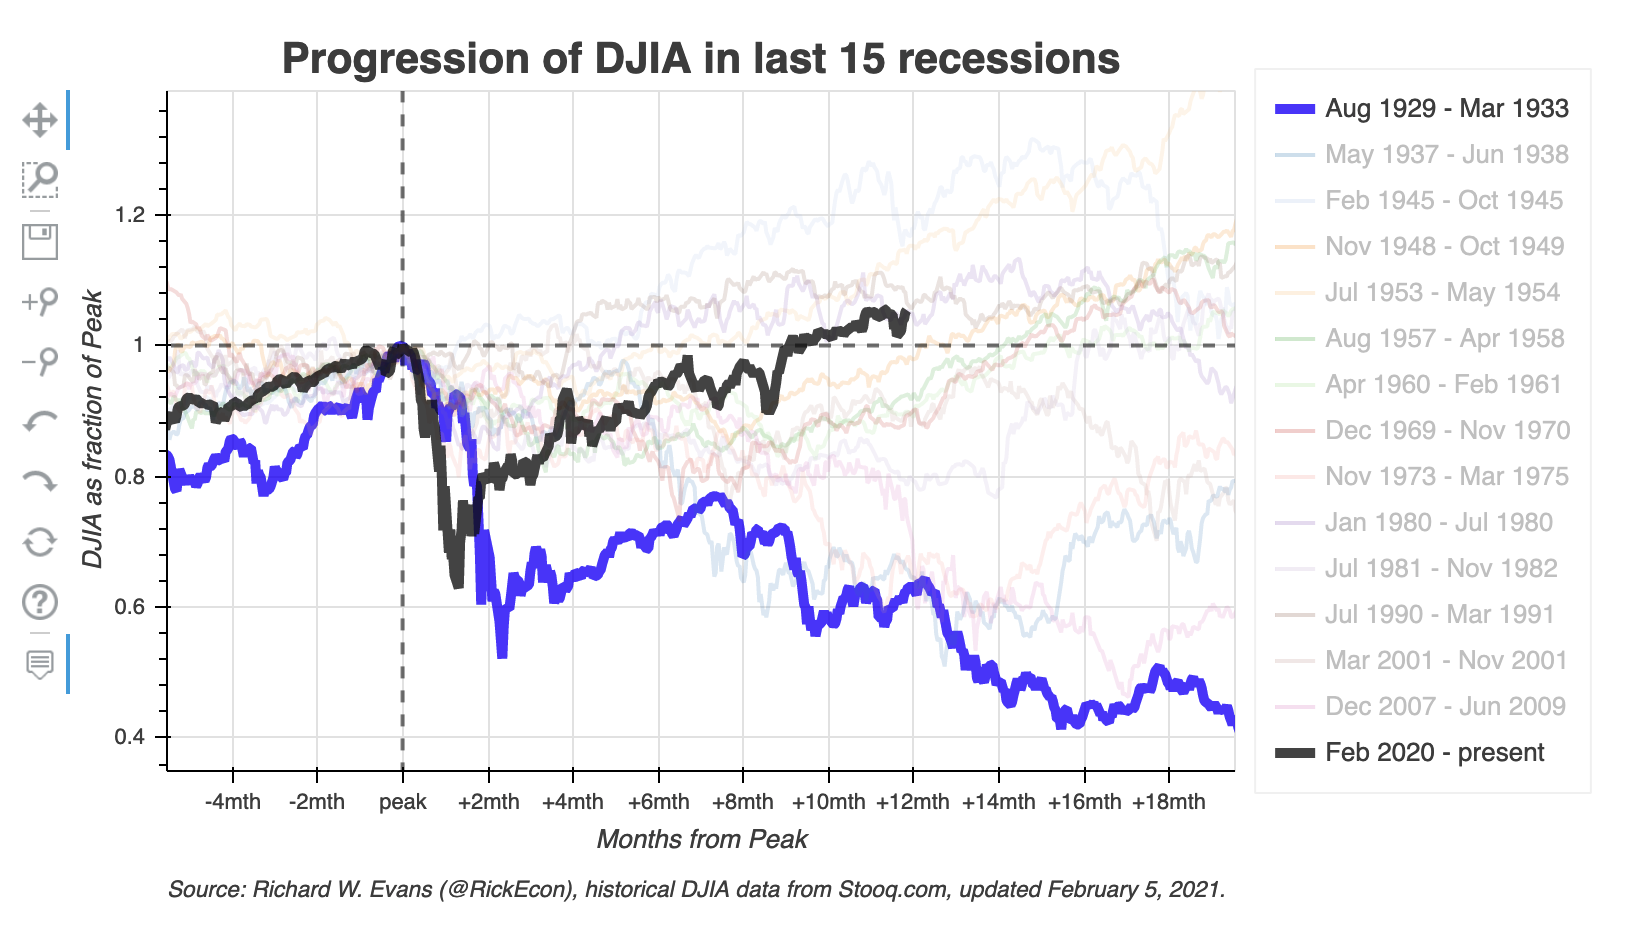 Progression of DJIA in last 15 recessions
1.2
1
0.8
0.6
0.4
DJIA as fraction of Peak
-4mth -2mth peak +2mth +4mth +6mth +8mth +10mth +12mth +14mth +16mth +18mth
Months from Peak
Aug 1929 - Mar 1933
May 1937 - Jun 1938
Feb 1945 - Oct 1945
Nov 1948 - Oct 1949
Jul 1953 - May 1954
Aug 1957 - Apr 1958
Apr 1960 - Feb 1961
Dec 1969 - Nov 1970
Nov 1973 - Mar 1975
Jan 1980 - Jul 1980
Jul 1981 - Nov 1982
Jul 1990 - Mar 1991
Mar 2001 - Nov 2001
Dec 2007 - Jun 2009
Feb 2020 - present
Source: Richard W. Evans (@RickEcon), historical DJIA data from Stooq.com, updated February 5, 2021.